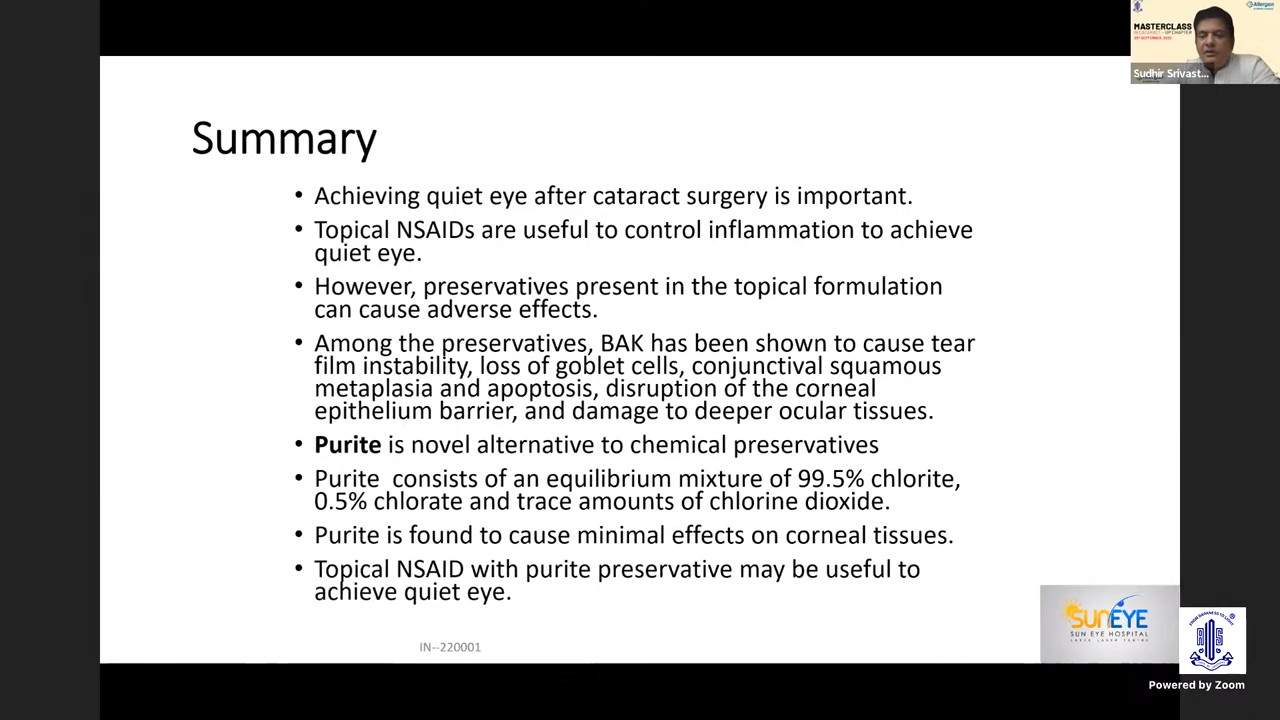 Summary
• Achieving quiet eye after cataract surgery is important.
• Topical NSAIDs are useful to control inflammation to achieve
quiet eye.
• However, preservatives present in the topical formulation
can cause adverse effects.
• Among the preservatives, BAK has been shown to cause tear
film instability, loss of goblet cells, conjunctival squamous
metaplasia and apoptosis, disruption of the corneal
epithelium barrier, and damage to deeper ocular tissues.
• Purite is novel alternative to chemical preservatives
• Purite consists of an equilibrium mixture of 99.5% chlorite,
0.5% chlorate and trace amounts of chlorine dioxide.
• Purite is found to cause minimal effects on corneal tissues.
• Topical NSAID with purite preservative may be useful to
achieve quiet eye.
IN--220001
SUNEYE
SUN EYE HOSPITAL
MASTERCLASS
Allergan
Sudhir Srivast...
Powered by Zoom